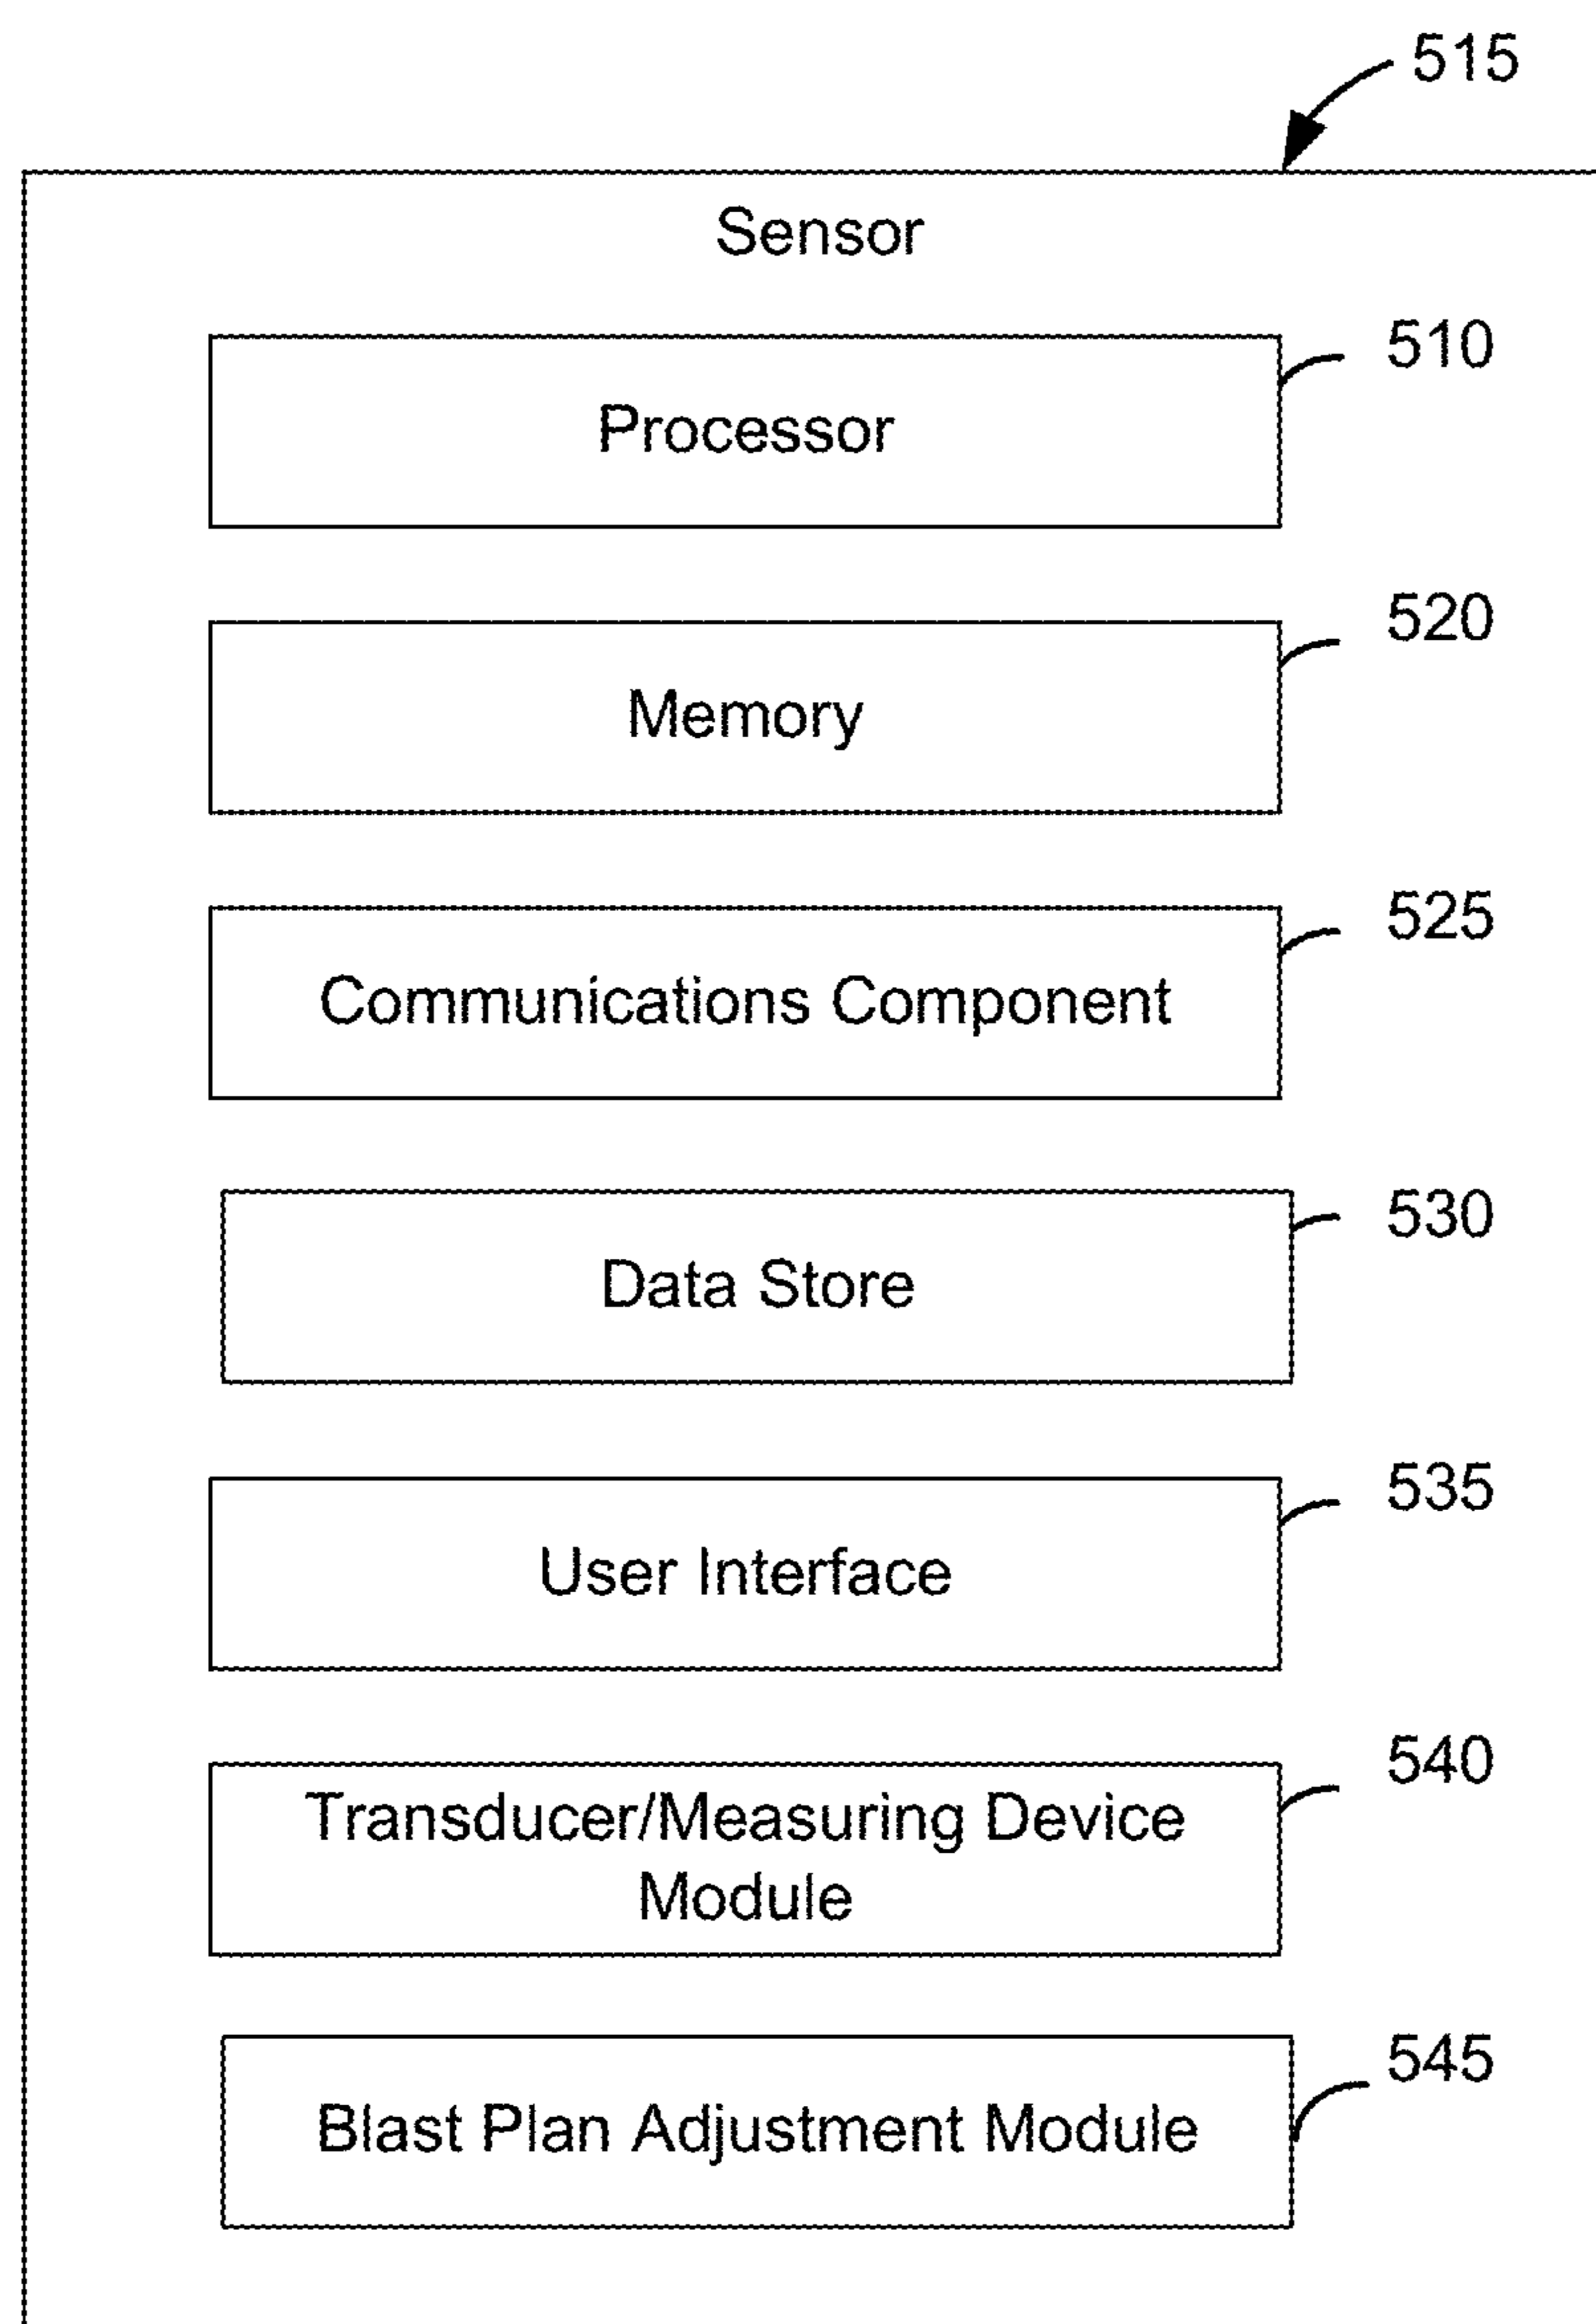 515
Sensor
510
Processor
520
Memory
525
Communications Component
530
Data Store
535
User Interface
540
Transducer/Measuring Device
Module
545
Blast Plan Adjustment Module